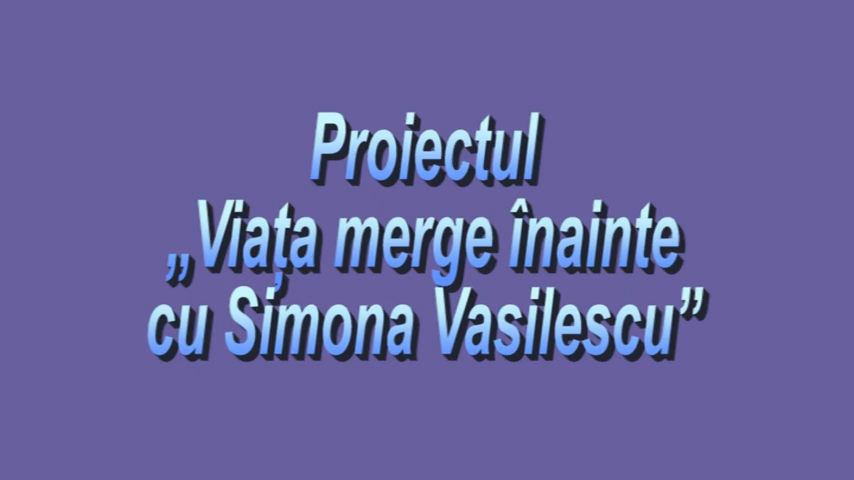 Proiectul
„Viața merge înainte
cu Simona Vasilescu”